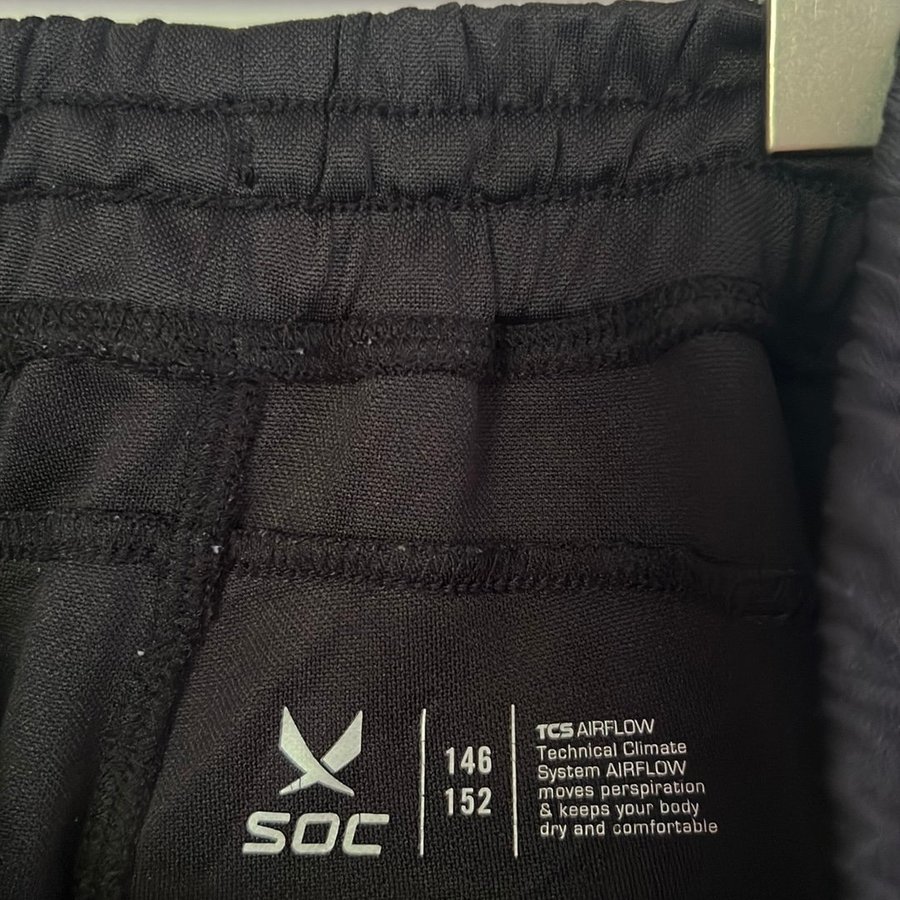 SOC
146
152
TCS AIRFLOW
Technical Climate
System AIRFLOW
moves perspiration
& keeps your body
dry and comfortable